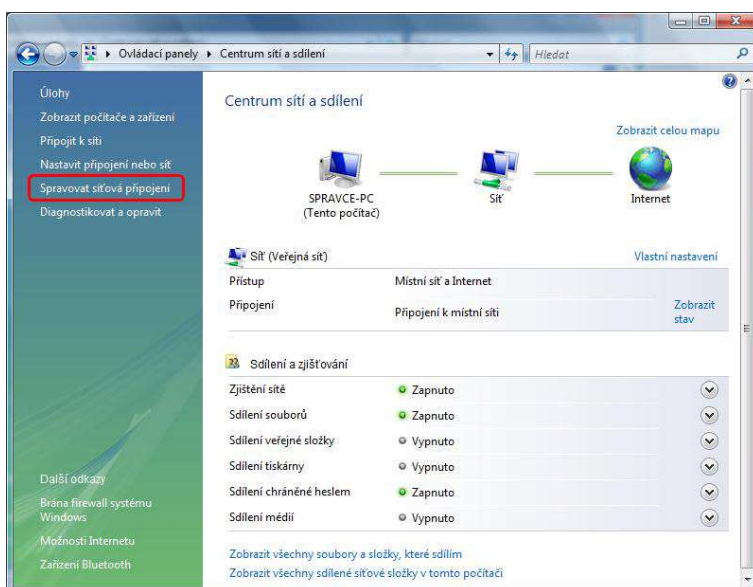 Ovládací panely
Centrum sítí a sdílení
Hledat
Úlohy
Zobrazit počítače a zařízení
Připojit k síti
Nastavit připojení nebo síť
Spravovat síťová připojení
Diagnostikovat a opravit
Další odkazy
Brána firewall systému
Windows
Možnosti Internetu
Zařízení Bluetooth
Centrum sítí a sdílení
Zobrazit celou mapu
SPRAVCE-PC
(Tento počítač)
Síť
Internet
Síť (Veřejná síť)
Vlastní nastavení
Přístup
Místní síť a Internet
Připojení
Připojení k místní síti
Zobrazit
stav
Sdílení a zjišťování
Zjištění sítě
Zapnuto
Sdílení souborů
Zapnuto
Sdílení veřejné složky
Vypnuto
Sdílení tiskárny
Vypnuto
Sdílení chráněné heslem
Zapnuto
Sdílení médií
Vypnuto
Zobrazit všechny soubory a složky, které sdílím
Zobrazit všechny sdílené síťové složky v tomto počítači